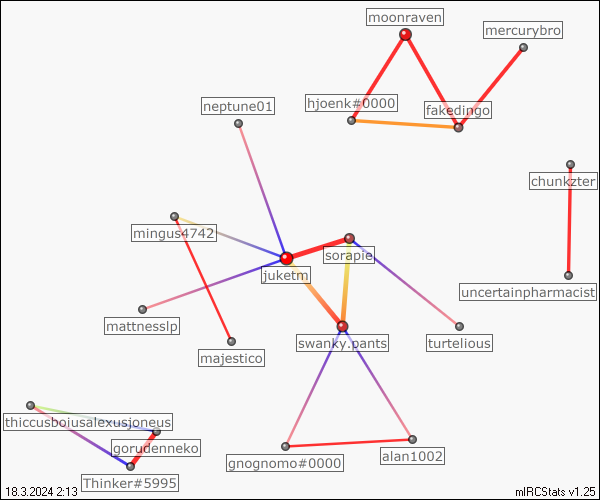 moonraven
mercurybro
neptune01
hjoenk#0000
fakedingo
chunkzter
mingus4742
sorapie
juketm
uncertainpharmacist
mattnesslp
swanky.pants
turtelious
majestico
thiccusboiusalexusjoneus
gorudenneko
alan1002
gnognomo#0000
Thinker#5995
18.3.2024 2:13
mIRCStats v1.25